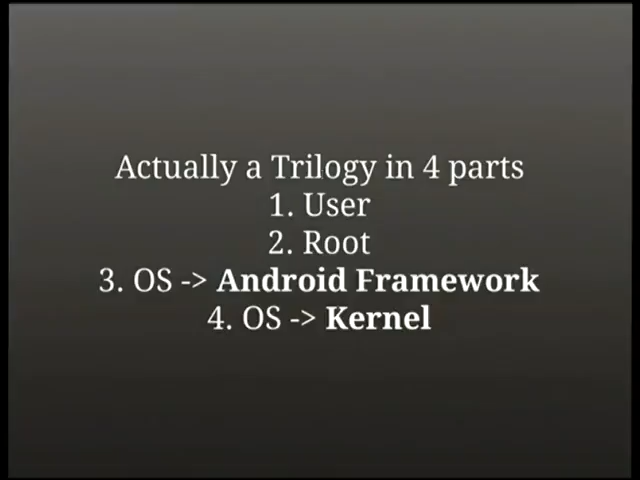 Actually a Trilogy in 4 parts
1. User
2. Root
3. OS -> Android Framework
4. OS -> Kernel